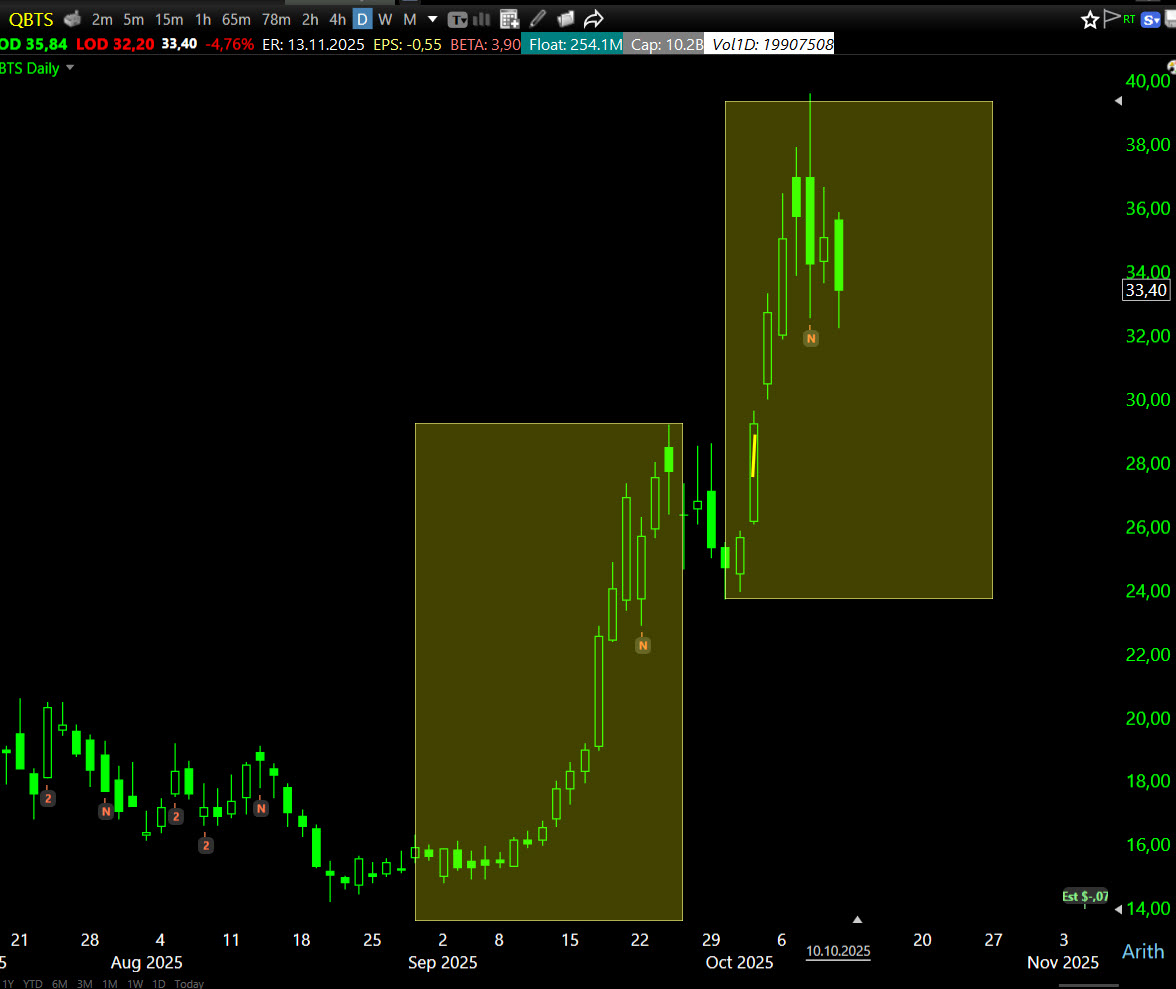 QBTS 2m 5m 15m 1h 65m 78m 2h 4h D W M TV RT S
OD 35,84 LOD 32,20 33,40 -4,76% ER: 13.11.2025 EPS: -0,55 BETA: 3,90 Float: 254.1M Cap: 10.2B Vol1D: 19907508
BTS Daily
40,00
38,00
36,00
34,00
33,40
32,00
N
30,00
28,00
26,00
24,00
22,00
N
20,00
18,00
2 N 2 N
2
16,00
Est $-,07
14,00
21 28 4 11 18 25 2 8 15 22 29 6 10.10.2025 20 27 3
5 Aug 2025 Sep 2025 Oct 2025 Nov 2025
Arith
1Y YTD 6M 3M 1M 1W 1D Today